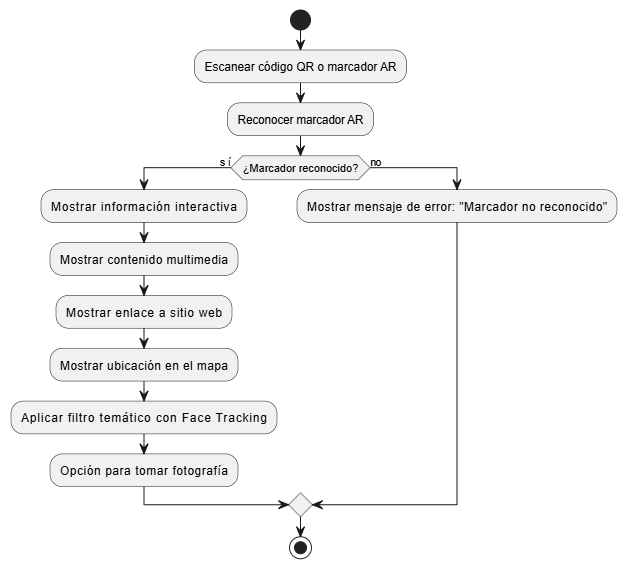 Escanear código QR o marcador AR
Reconocer marcador AR
sí
¿Marcador reconocido?
no
Mostrar información interactiva
Mostrar mensaje de error: "Marcador no reconocido"
Mostrar contenido multimedia
Mostrar enlace a sitio web
Mostrar ubicación en el mapa
Aplicar filtro temático con Face Tracking
Opción para tomar fotografía